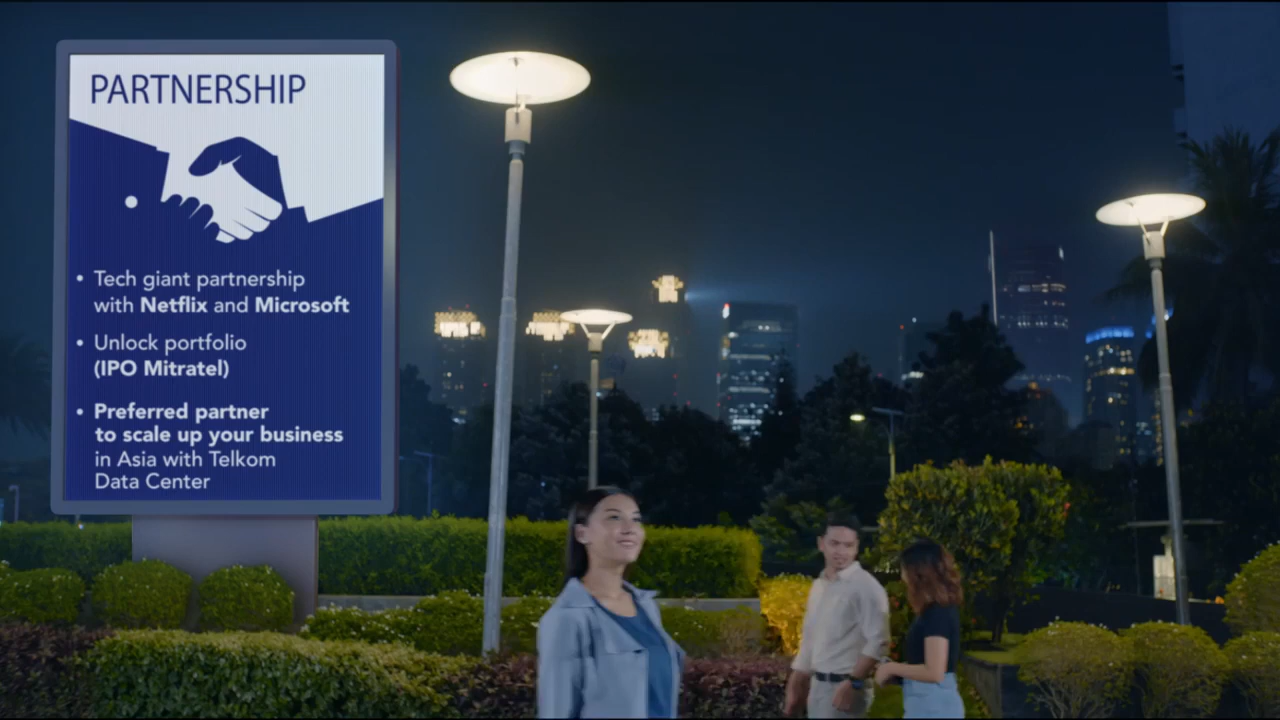 PARTNERSHIP
• Tech giant partnership
with Netflix and Microsoft
• Unlock portfolio
(IPO Mitratel)
• Preferred partner
to scale up your business
in Asia with Telkom
Data Center